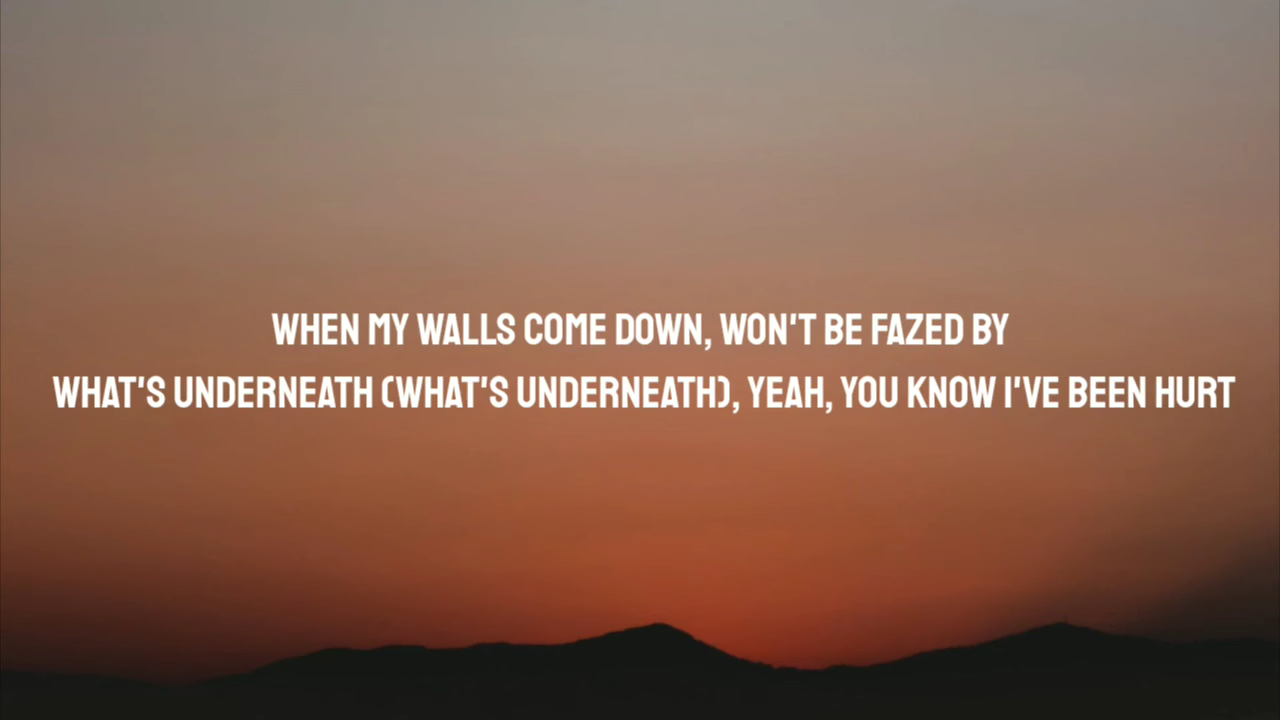 WHEN MY WALLS COME DOWN, WON'T BE FAZED BY
WHAT'S UNDERNEATH (WHAT'S UNDERNEATH), YEAH, YOU KNOW I'VE BEEN HURT